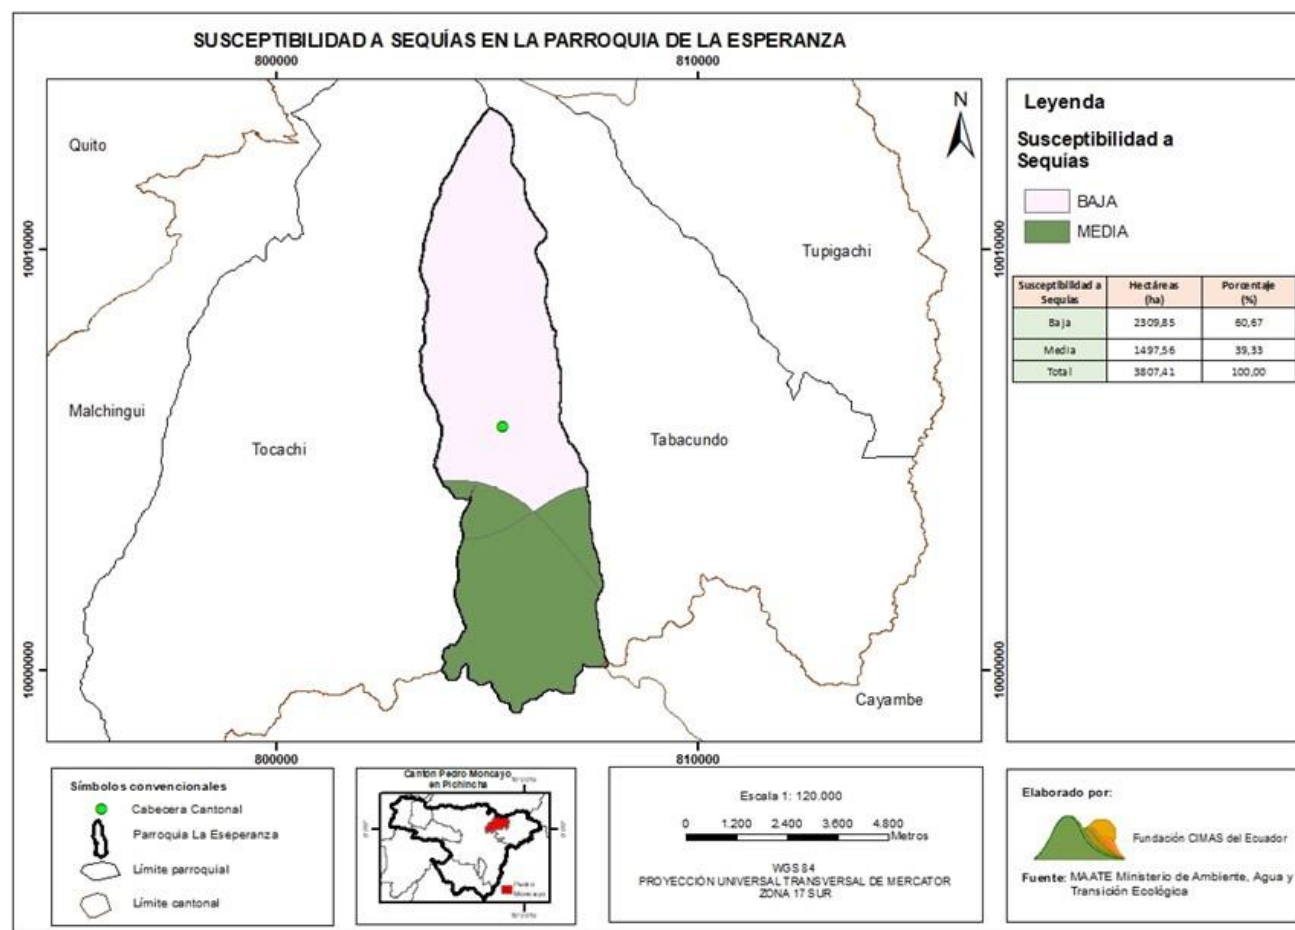 SUSCEPTIBILIDAD A SEQUÍAS EN LA PARROQUIA DE LA ESPERANZA
800000
810000
Quito
Tupigachi
Malchingui
Tocachi
Tabacundo
Cayambe
N
10010000
10010000
10000000
10000000
800000
810000
Leyenda
Susceptibilidad a
Sequías
BAJA
MEDIA
Susceptibilidad a Sequías Hectáreas (ha) Porcentaje (%)
Baja 2309,85 60,67
Media 1497,56 39,33
Total 3807,41 100,00
Símbolos convencionales
Cabecera Cantonal
Parroquia La Eseperanza
Límite parroquial
Límite cantonal
Cantón Pedro Moncayo
en Pichincha
Pedro
Moncayo
Escala 1: 120.000
0 1.200 2.400 3.600 4.800
Metros
WGS 84
PROYECCIÓN UNIVERSAL TRANSVERSAL DE MERCATOR
ZONA 17 SUR
Elaborado por:
Fundación CIMAS del Ecuador
Fuente: MAATE Ministerio de Ambiente, Agua y
Transición Ecológica